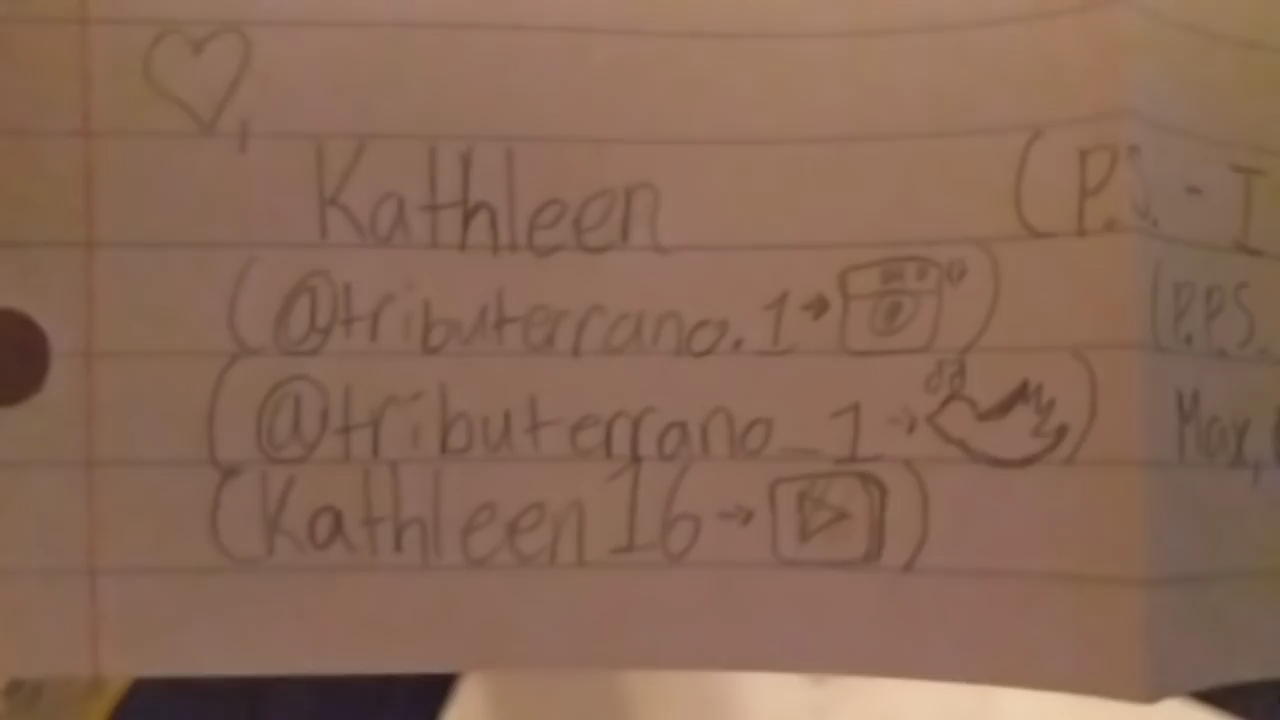 ♡,
Kathleen (P.S. - I
(@tributerrano.1→ ) (P.P.S.
(@tributerrano_1→ ) Max,
(Kathleen16→ )